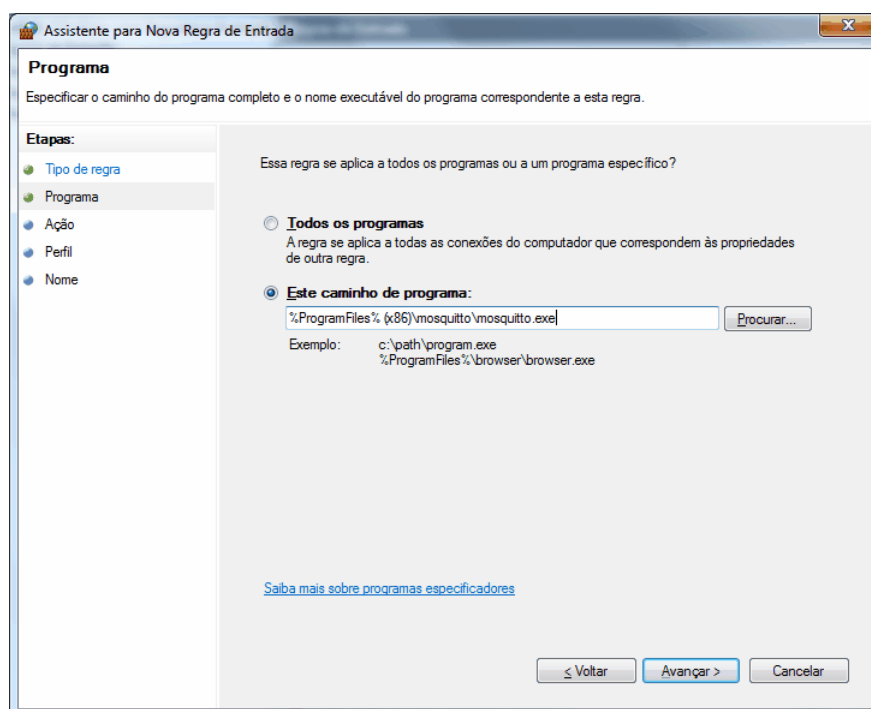 Assistente para Nova Regra de Entrada
Programa
Especificar o caminho do programa completo e o nome executável do programa correspondente a esta regra.
Etapas:
Tipo de regra
Programa
Ação
Perfil
Nome
Essa regra se aplica a todos os programas ou a um programa específico?
Todos os programas
A regra se aplica a todas as conexões do computador que correspondem às propriedades
de outra regra.
Este caminho de programa:
%ProgramFiles% (x86)\mosquitto\mosquitto.exe
Procurar...
Exemplo:
c:\path\program.exe
%ProgramFiles%\browser\browser.exe
Saiba mais sobre programas especificadores
< Voltar
Avançar >
Cancelar